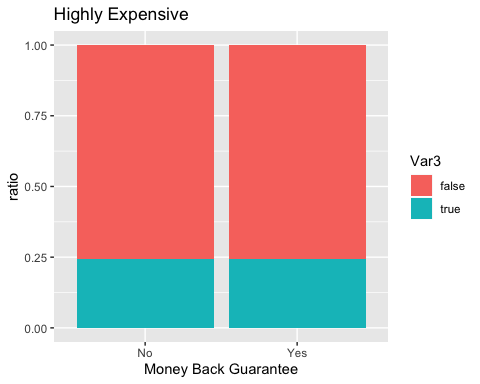 Highly Expensive
1.00
0.75
0.50
0.25
0.00
ratio
No Yes
Money Back Guarantee
Var3
false
true